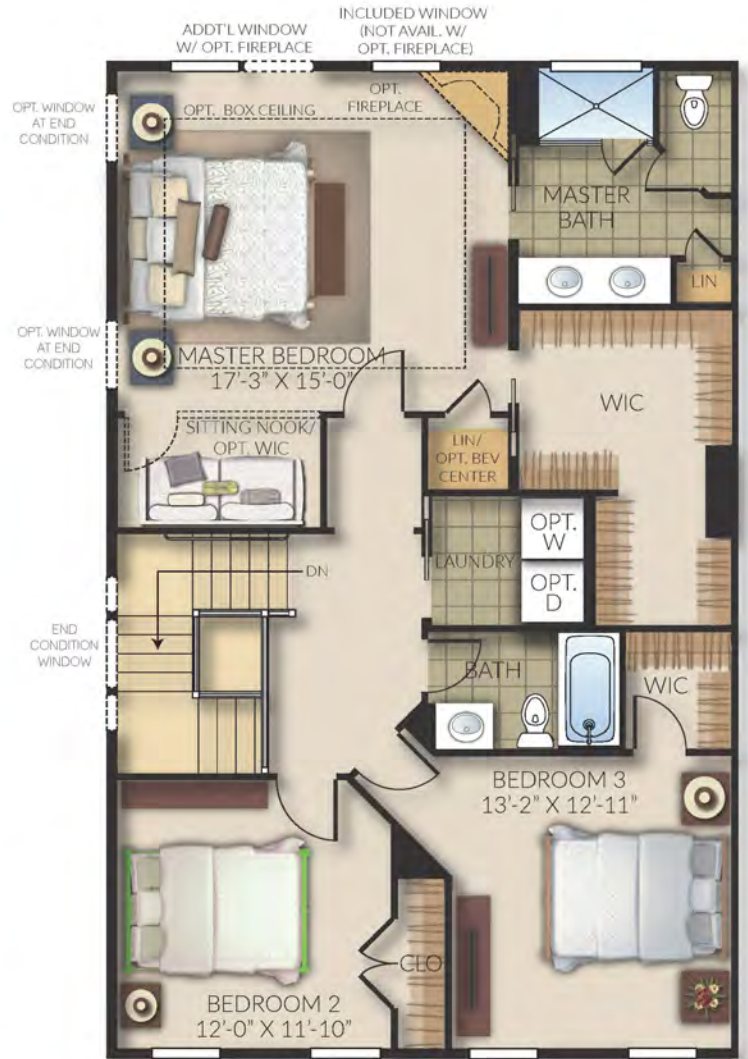 ADDT'L WINDOW
W/ OPT. FIREPLACE
INCLUDED WINDOW
(NOT AVAIL. W/
OPT. FIREPLACE)
OPT. WINDOW
AT END
CONDITION
OPT. BOX CEILING
OPT.
FIREPLACE
MASTER
BATH
LIN
OPT. WINDOW
AT END
CONDITION
MASTER BEDROOM
17'-3" X 15'-0"
WIC
SITTING NOOK/
OPT. WIC
LIN/
OPT. BEV
CENTER
LAUNDRY
OPT.
W
OPT.
D
DN
END
CONDITION
WINDOW
BATH
WIC
BEDROOM 3
13'-2" X 12'-11"
CLO
BEDROOM 2
12'-0" X 11'-10"